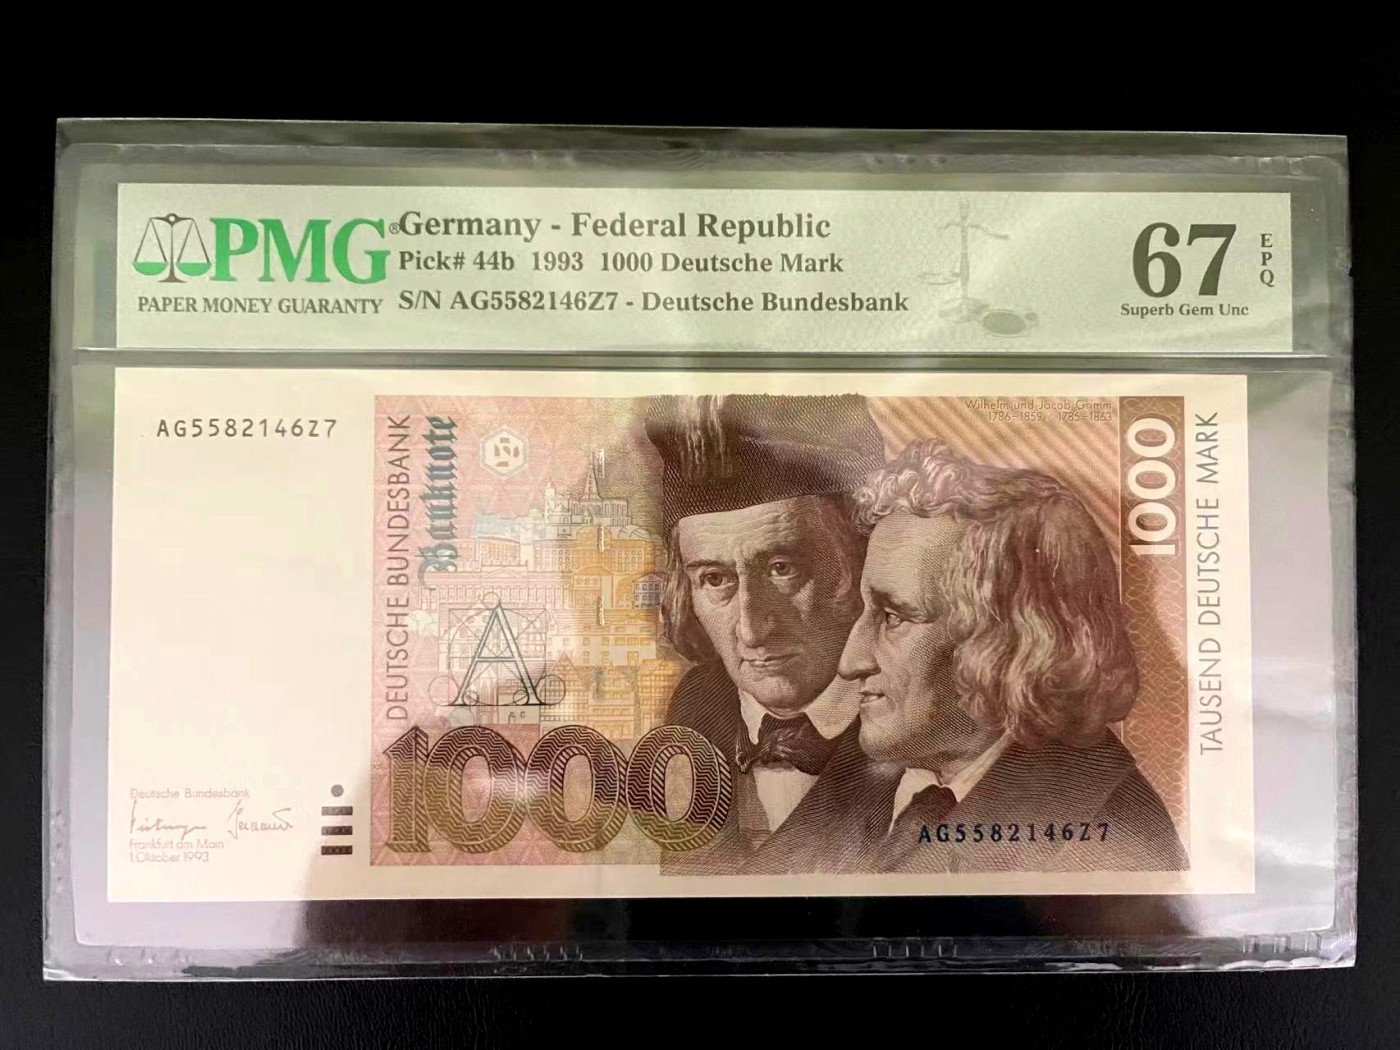 PMG®
PAPER MONEY GUARANTY
Germany - Federal Republic
Pick# 44b 1993 1000 Deutsche Mark
S/N AG5582146Z7 - Deutsche Bundesbank
67
EPQ
Superb Gem Unc
AG5582146Z7
DEUTSCHE BUNDESBANK
Banknote
Wilhelm und Jacob Grimm
1786–1859 1785–1863
1000
TAUSEND DEUTSCHE MARK
A
1000
Deutsche Bundesbank
Frankfurt am Main
1. Oktober 1993
AG5582146Z7